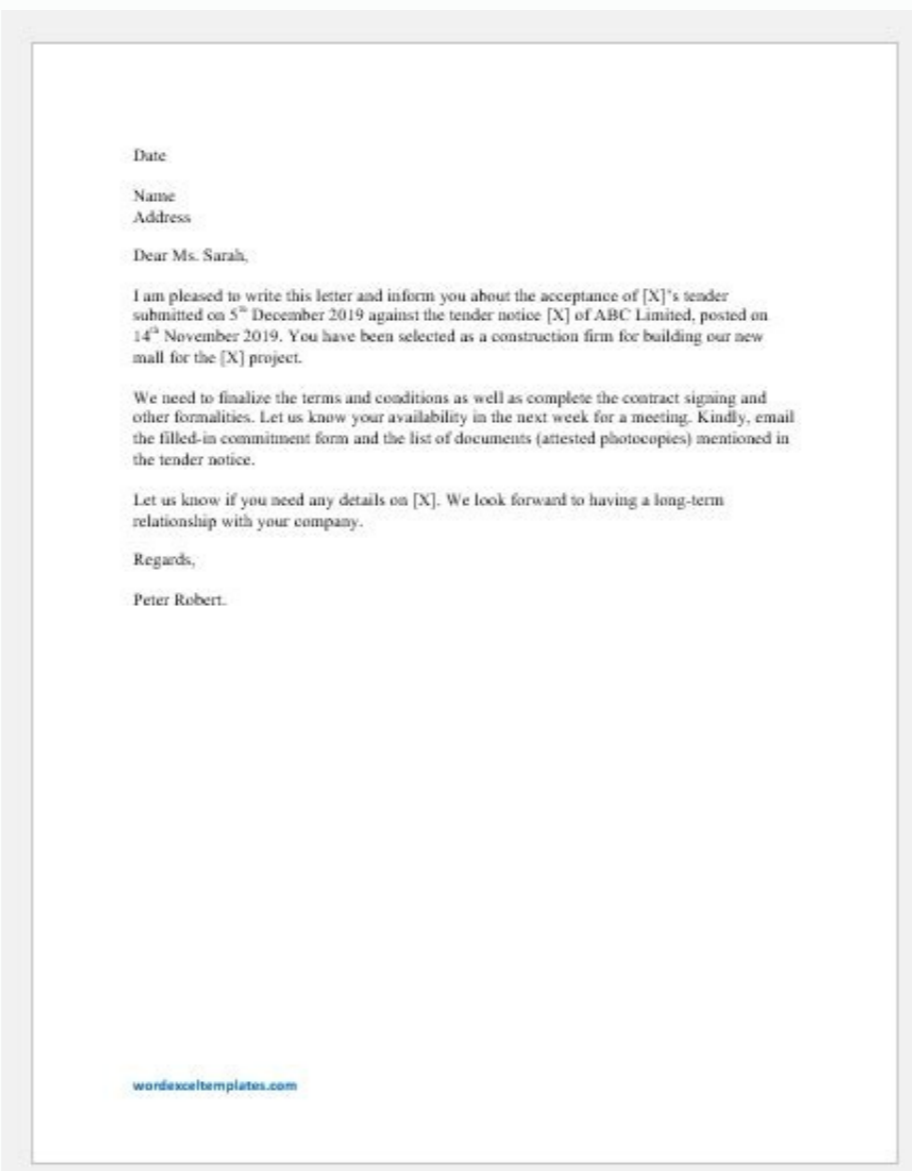 Date
Name
Address
Dear Ms. Sarah,
I am pleased to write this letter and inform you about the acceptance of [X]'s tender
submitted on 5th December 2019 against the tender notice [X] of ABC Limited, posted on
14th November 2019. You have been selected as a construction firm for building our new
mall for the [X] project.
We need to finalize the terms and conditions as well as complete the contract signing and
other formalities. Let us know your availability in the next week for a meeting. Kindly, email
the filled-in commitment form and the list of documents (attested photocopies) mentioned in
the tender notice.
Let us know if you need any details on [X]. We look forward to having a long-term
relationship with your company.
Regards,
Peter Robert.
wordexceltemplates.com